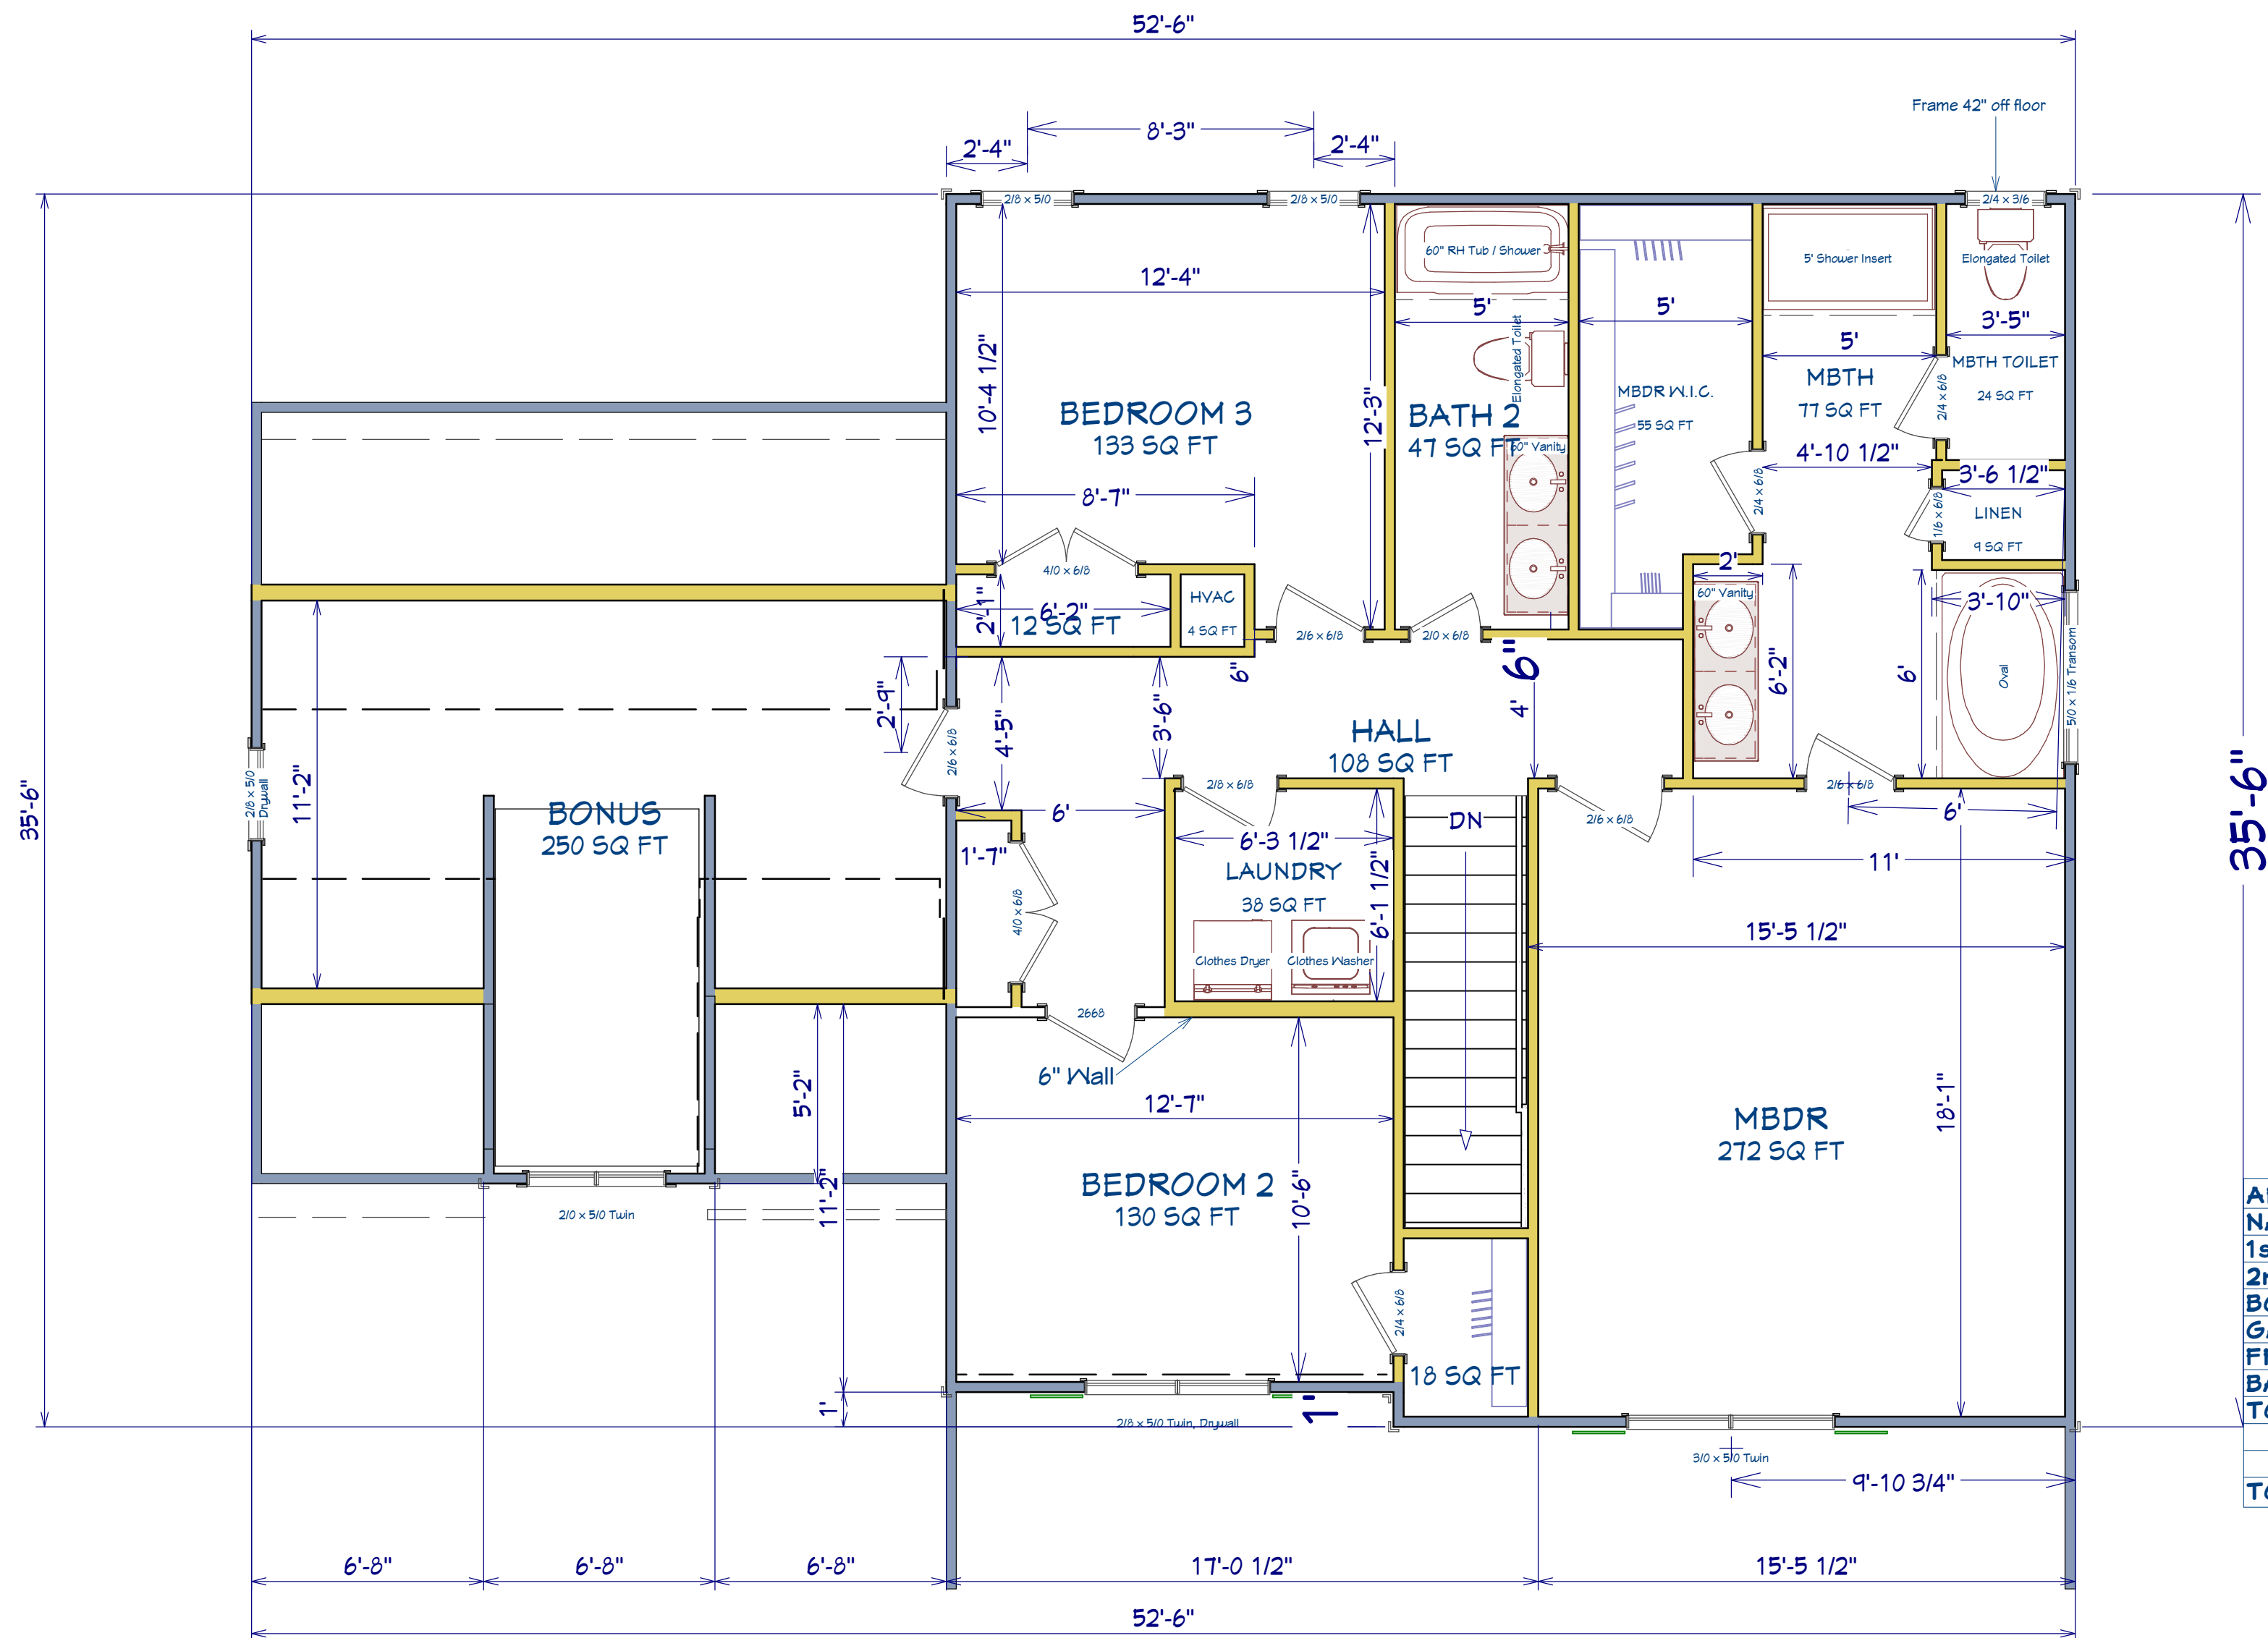 52'-6"
Frame 42" off floor
8'-3"
2'-4"
2'-4"
2/8 x 5/0
2/8 x 5/0
2/4 x 3/6
60" RH Tub / Shower
5' Shower Insert
Elongated Toilet
12'-4"
5'
5'
3'-5"
10'-4 1/2"
12'-3"
Elongated Toilet
5'
MBTH TOILET
24 SQ FT
MBTH
77 SQ FT
2/4 x 6/8
MBDR W.I.C.
55 SQ FT
BEDROOM 3
133 SQ FT
BATH 2
47 SQ FT
60" Vanity
4'-10 1/2"
3'-6 1/2"
8'-7"
2/4 x 6/8
1/6 x 6/8
LINEN
9 SQ FT
4/0 x 6/8
2'
60" Vanity
3'-10"
2'-1"
6'-2"
12 SQ FT
HVAC
4 SQ FT
2/6 x 6/8
2/0 x 6/8
6"
6"
6'-2"
6'
Oval
5/0 x 1/6 Transom
2'-9"
4'-5"
3'-6"
4'
2/6 x 6/8
HALL
108 SQ FT
35'-6"
2/8 x 5/0
Drywall
11'-2"
BONUS
250 SQ FT
6'
2/8 x 6/8
2/6 x 6/8
2/6 x 6/8
6'
35'-6"
DN
1'-7"
6'-3 1/2"
LAUNDRY
38 SQ FT
6'-1 1/2"
11'
4/0 x 6/8
15'-5 1/2"
Clothes Dryer
Clothes Washer
2668
6" Wall
5'-2"
12'-7"
18'-1"
MBDR
272 SQ FT
BEDROOM 2
130 SQ FT
11'-2"
10'-6"
2/0 x 5/0 Twin
2/4 x 6/8
18 SQ FT
1'
1'
2/8 x 5/0 Twin, Drywall
3/0 x 5/0 Twin
9'-10 3/4"
6'-8"
6'-8"
6'-8"
17'-0 1/2"
15'-5 1/2"
52'-6"
1s
2n
TO